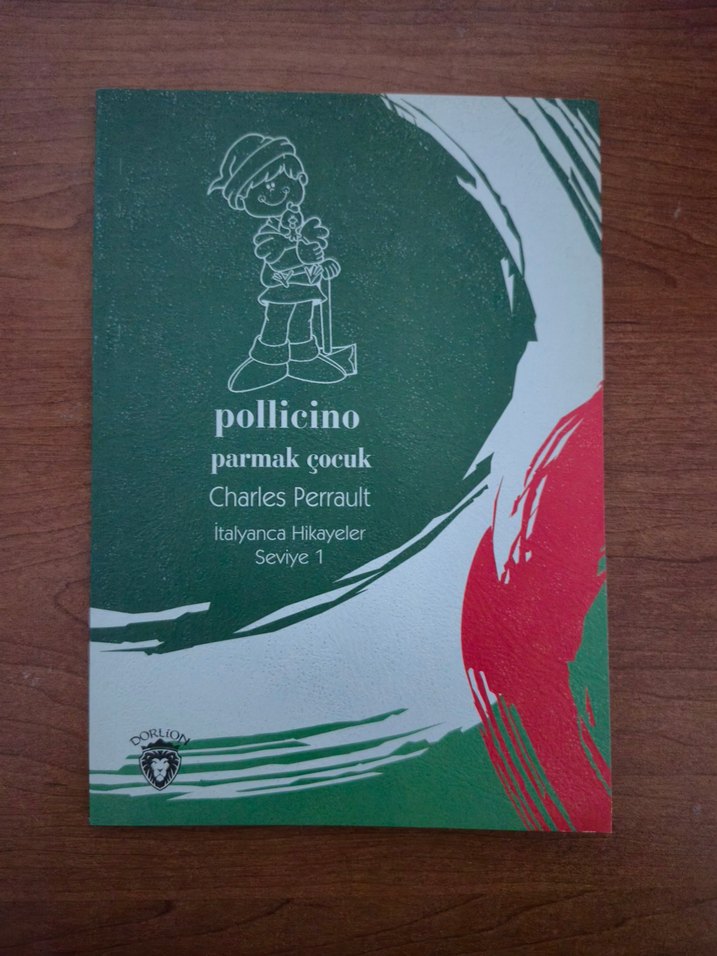 pollicino
parmak çocuk
Charles Perrault
İtalyanca Hikayeler
Seviye 1
DORLiON